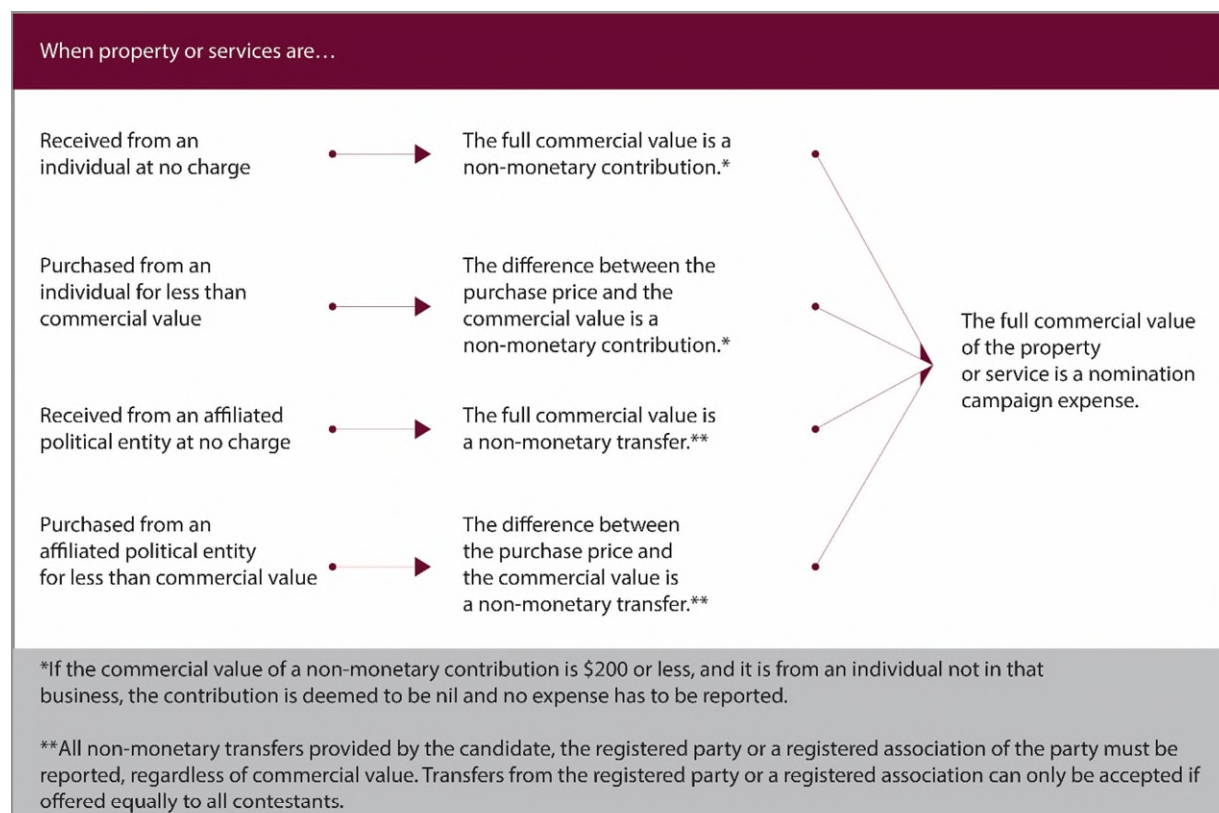 When property or services are…
Received from an
individual at no charge
The full commercial value is a
non-monetary contribution.*
Purchased from an
individual for less than
commercial value
The difference between the
purchase price and the
commercial value is a
non-monetary contribution.*
Received from an affiliated
political entity at no charge
The full commercial value is
a non-monetary transfer.**
Purchased from an
affiliated political entity
for less than commercial value
The difference between
the purchase price and
the commercial value is
a non-monetary transfer.**
The full commercial value
of the property
or service is a nomination
campaign expense.
*If the commercial value of a non-monetary contribution is $200 or less, and it is from an individual not in that
business, the contribution is deemed to be nil and no expense has to be reported.
**All non-monetary transfers provided by the candidate, the registered party or a registered association of the party must be
reported, regardless of commercial value. Transfers from the registered party or a registered association can only be accepted if
offered equally to all contestants.